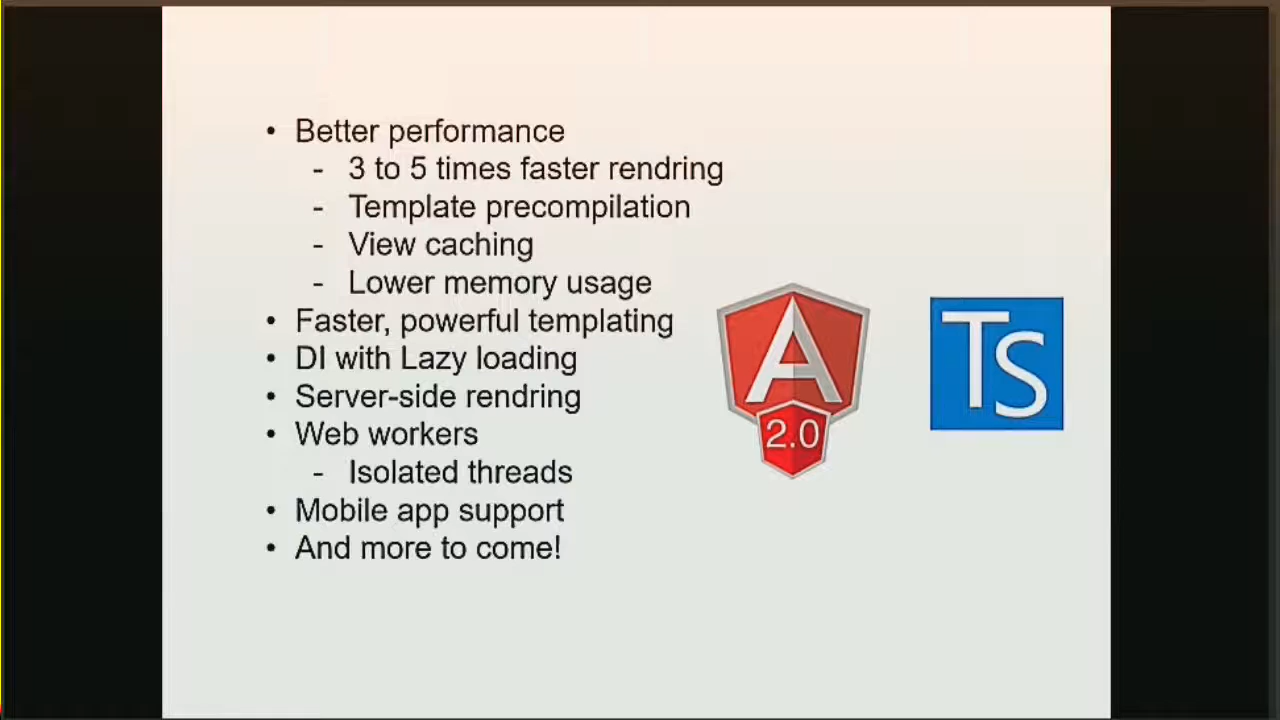 • Better performance
- 3 to 5 times faster rendring
- Template precompilation
- View caching
- Lower memory usage
• Faster, powerful templating
• DI with Lazy loading
• Server-side rendring
• Web workers
- Isolated threads
• Mobile app support
• And more to come!
A
2.0
TS